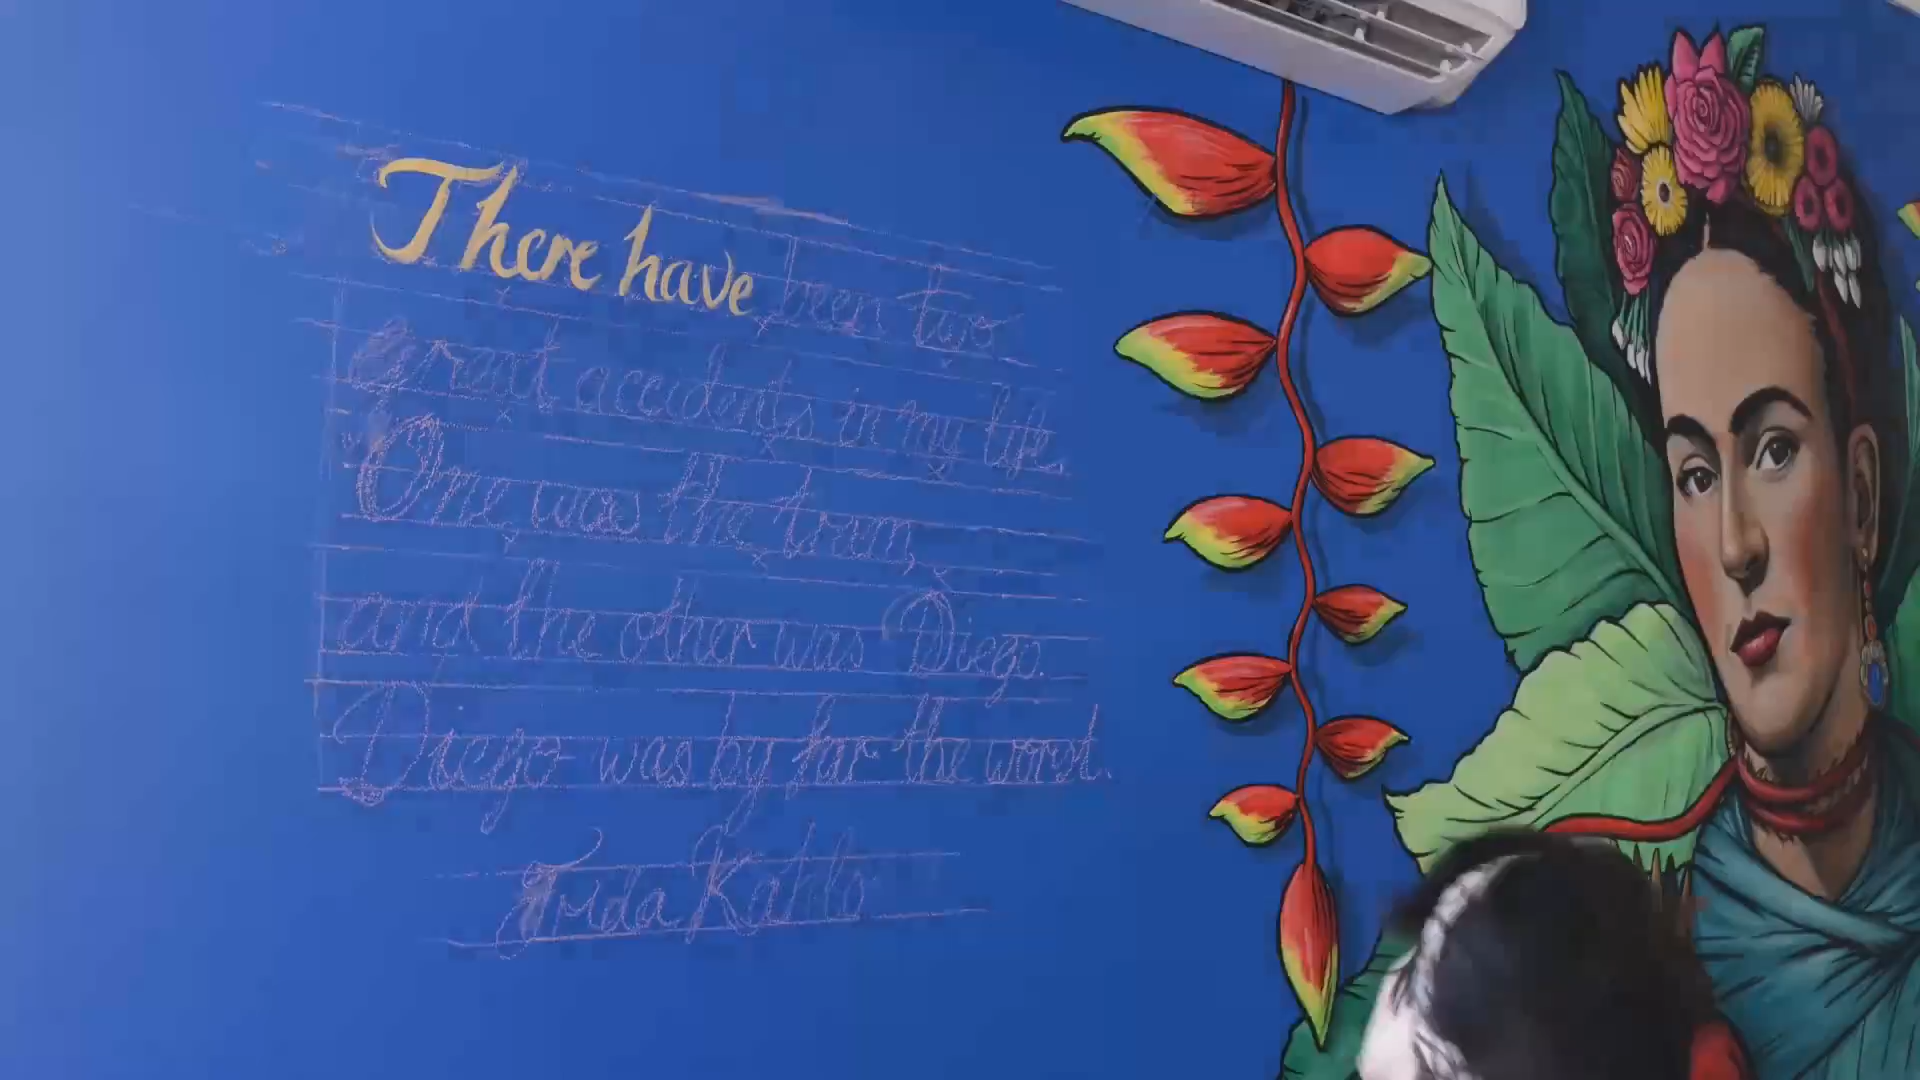 There have been two
Great accidents in my life.
One was the tram,
and the other was Diego.
Diego was by far the worst.
Frida Kahlo